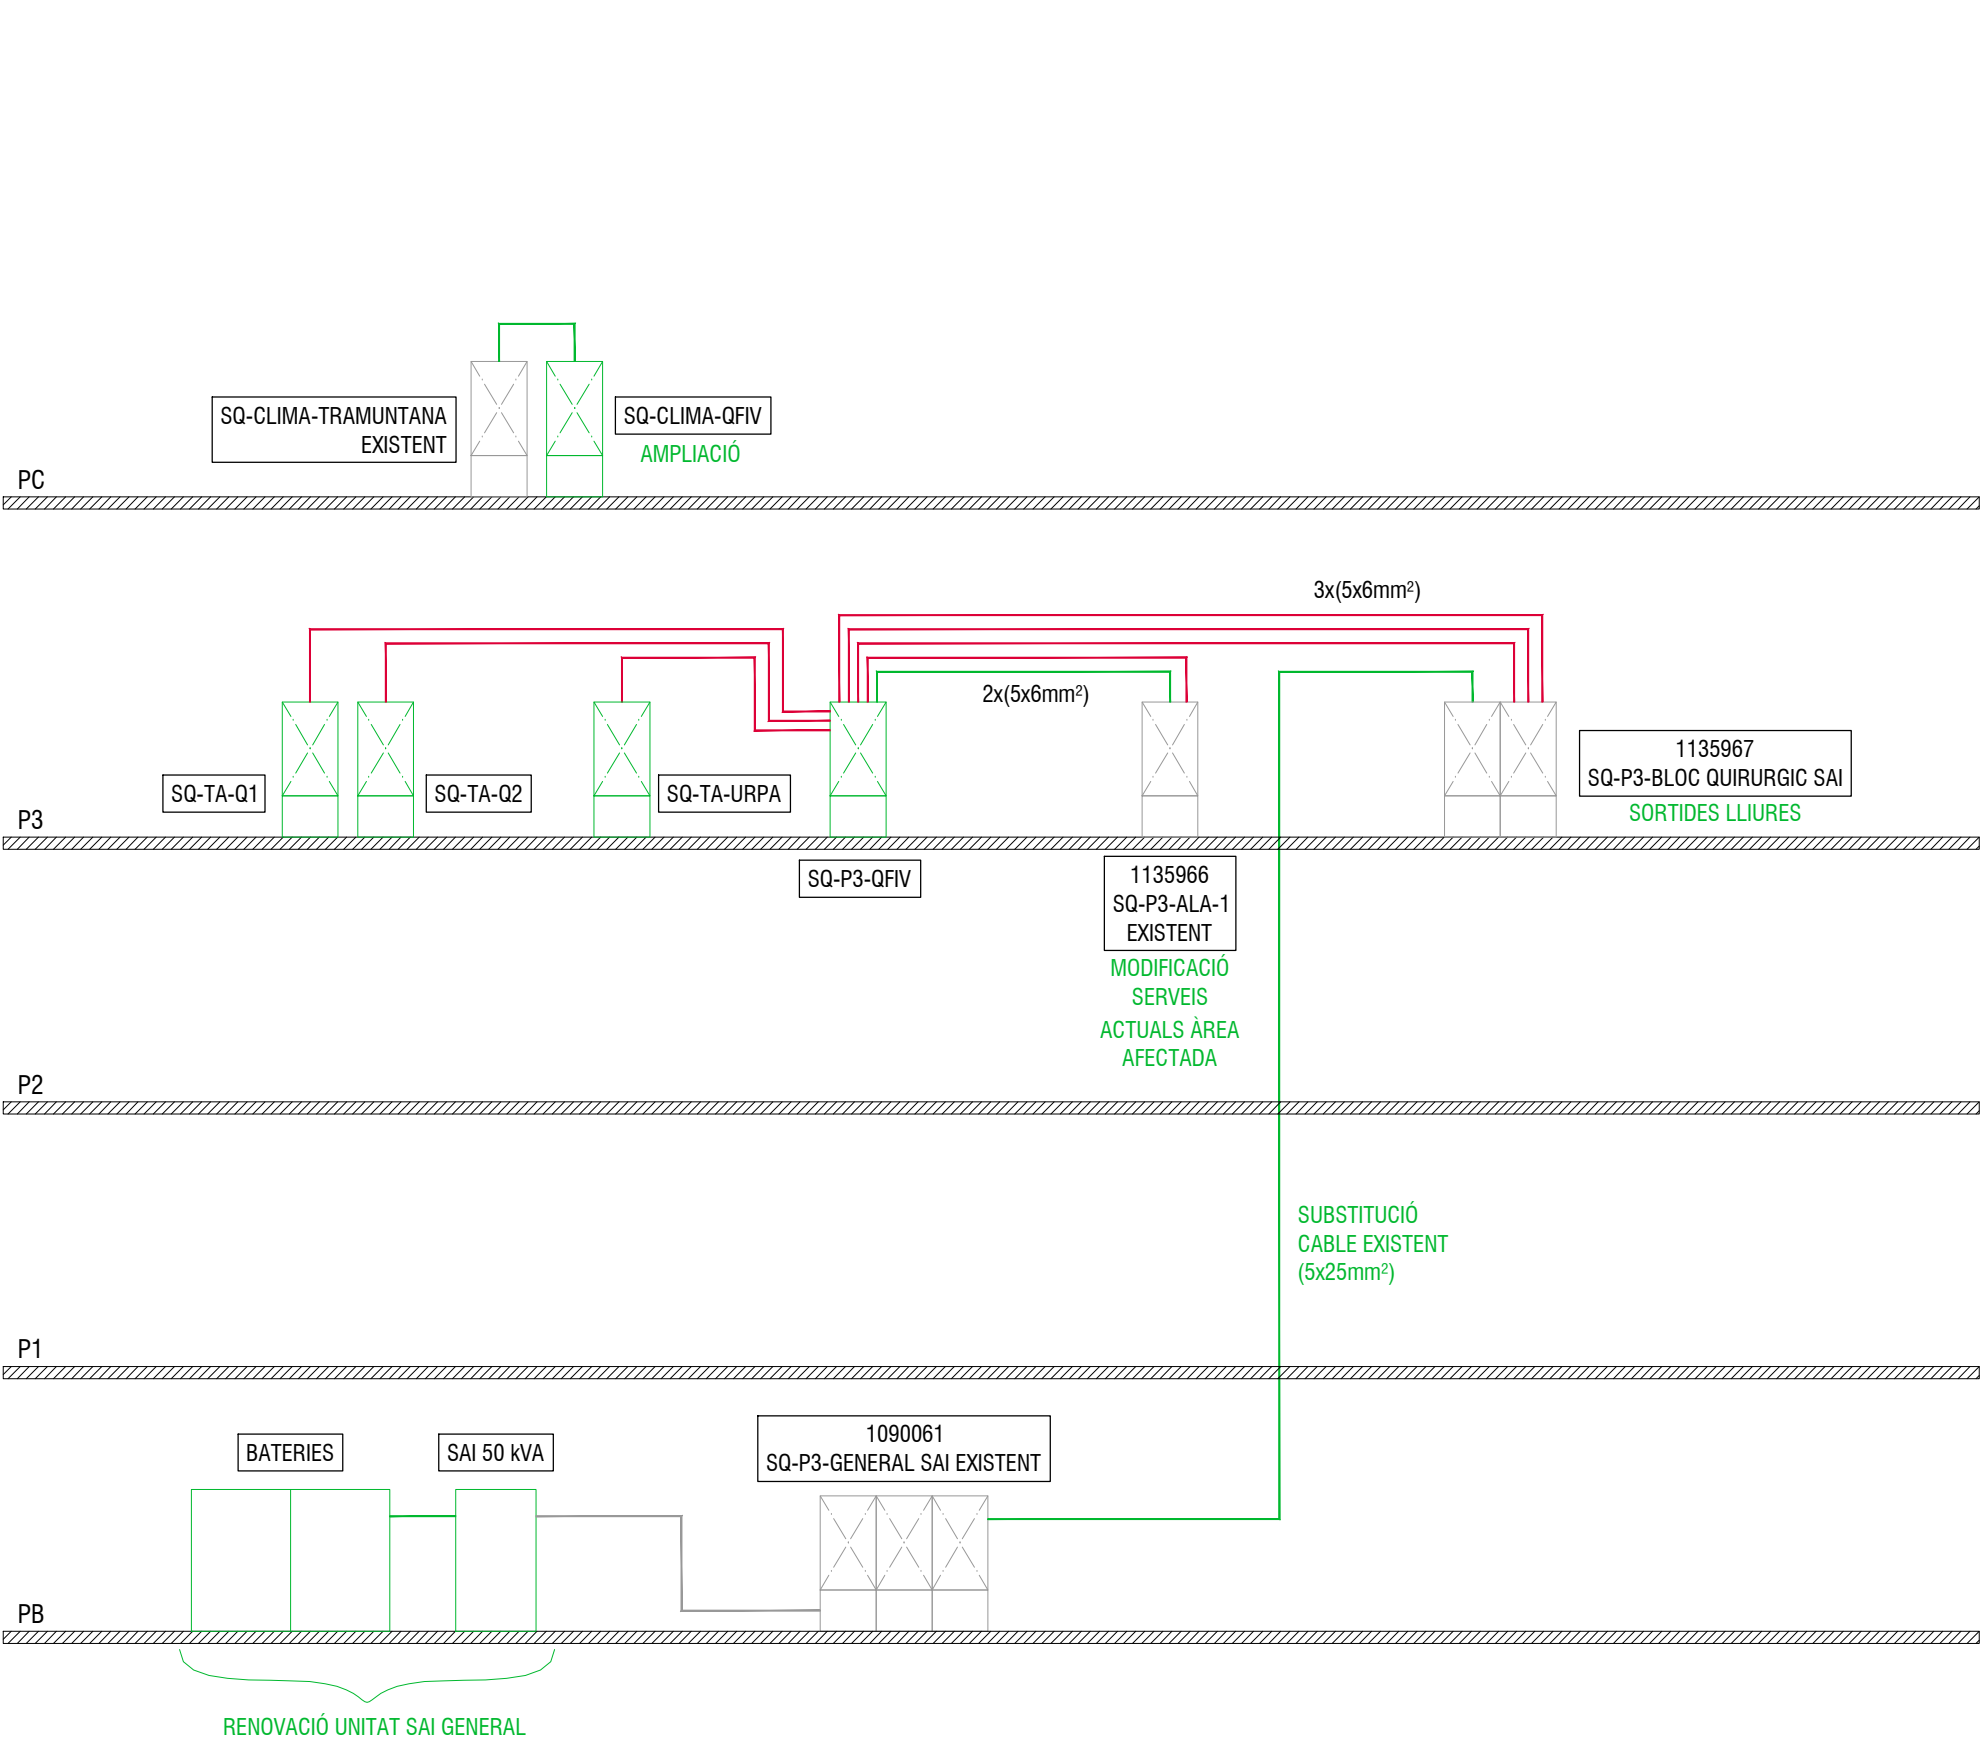 SQ-CLIMA-TRAMUNTANA
EXISTENT
SQ-CLIMA-QFIV
AMPLIACIÓ
PC
3x(5x6mm²)
2x(5x6mm²)
1135967
SQ-P3-BLOC QUIRURGIC SAI
SORTIDES LLIURES
SQ-TA-Q1
SQ-TA-Q2
SQ-TA-URPA
P3
SQ-P3-QFIV
1135966
SQ-P3-ALA-1
EXISTENT
MODIFICACIÓ
SERVEIS
ACTUALS ÀREA
AFECTADA
P2
SUBSTITUCIÓ
CABLE EXISTENT
(5x25mm²)
P1
BATERIES
SAI 50 kVA
1090061
SQ-P3-GENERAL SAI EXISTENT
PB
RENOVACIÓ UNITAT SAI GENERAL